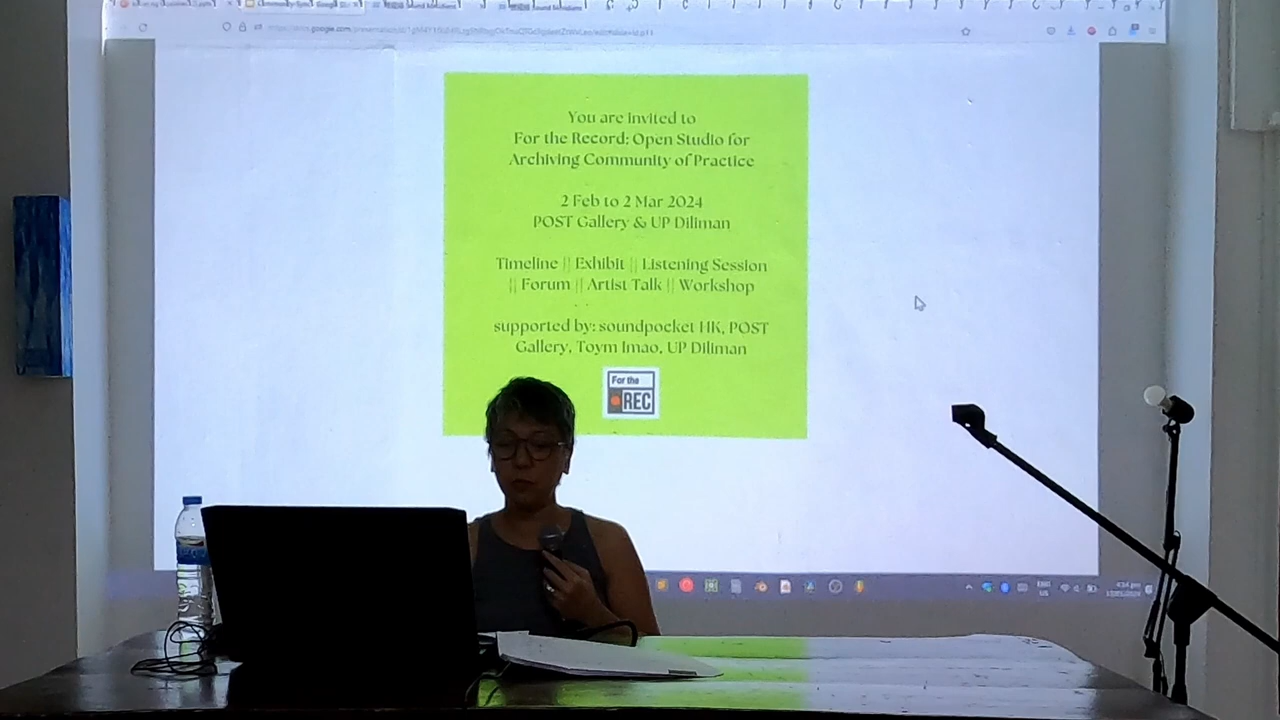 You are invited to
For the Record: Open Studio for
Archiving Community of Practice
2 Feb to 2 Mar 2024
POST Gallery & UP Diliman
Timeline || Exhibit || Listening Session
|| Forum || Artist Talk || Workshop
supported by: soundpocket HK, POST
Gallery, Toym Imao, UP Diliman
For the
REC